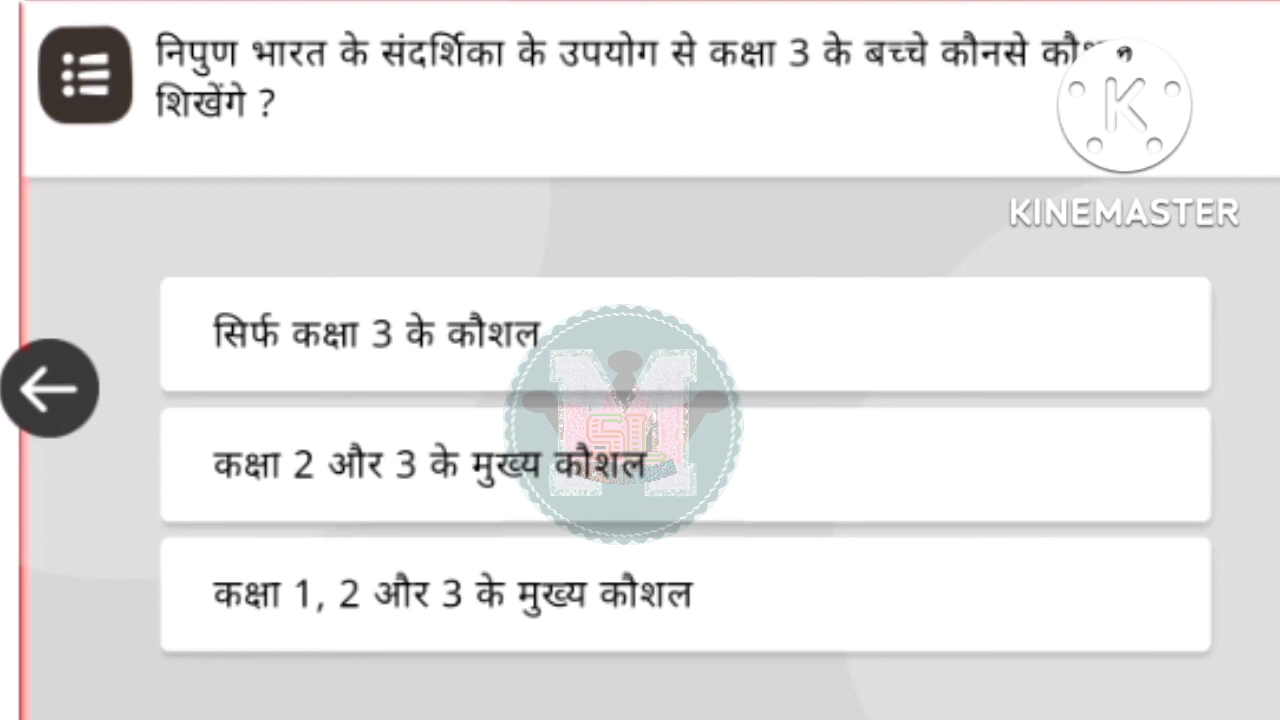 निपुण भारत के संदर्शिका के उपयोग से कक्षा 3 के बच्चे कौनसे
शिखेंगे ?
K
KINEMASTER
सिर्फ कक्षा 3 के कौशल
कक्षा 2 और 3 के मुख्य कौशल
कक्षा 1, 2 और 3 के मुख्य कौशल
M